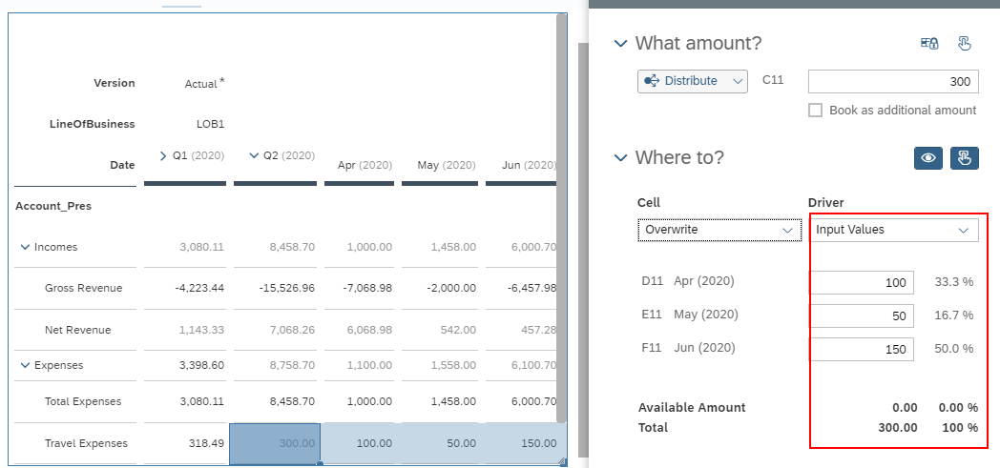 Version Actual *
LineOfBusiness LOB1
Date Q1 (2020) Q2 (2020) Apr (2020) May (2020) Jun (2020)
Account_Pres
Incomes 3,080.11 8,458.70 1,000.00 1,458.00 6,000.70
Gross Revenue -4,223.44 -15,526.96 -7,068.98 -2,000.00 -6,457.98
Net Revenue 1,143.33 7,068.26 6,068.98 542.00 457.28
Expenses 3,398.60 8,758.70 1,100.00 1,558.00 6,100.70
Total Expenses 3,080.11 8,458.70 1,000.00 1,458.00 6,000.70
Travel Expenses 318.49 300.00 100.00 50.00 150.00
What amount?
Distribute C11 300
Book as additional amount
Where to?
Cell Driver
Overwrite Input Values
D11 Apr (2020) 100 33.3 %
E11 May (2020) 50 16.7 %
F11 Jun (2020) 150 50.0 %
Available Amount 0.00 0.00 %
Total 300.00 100 %